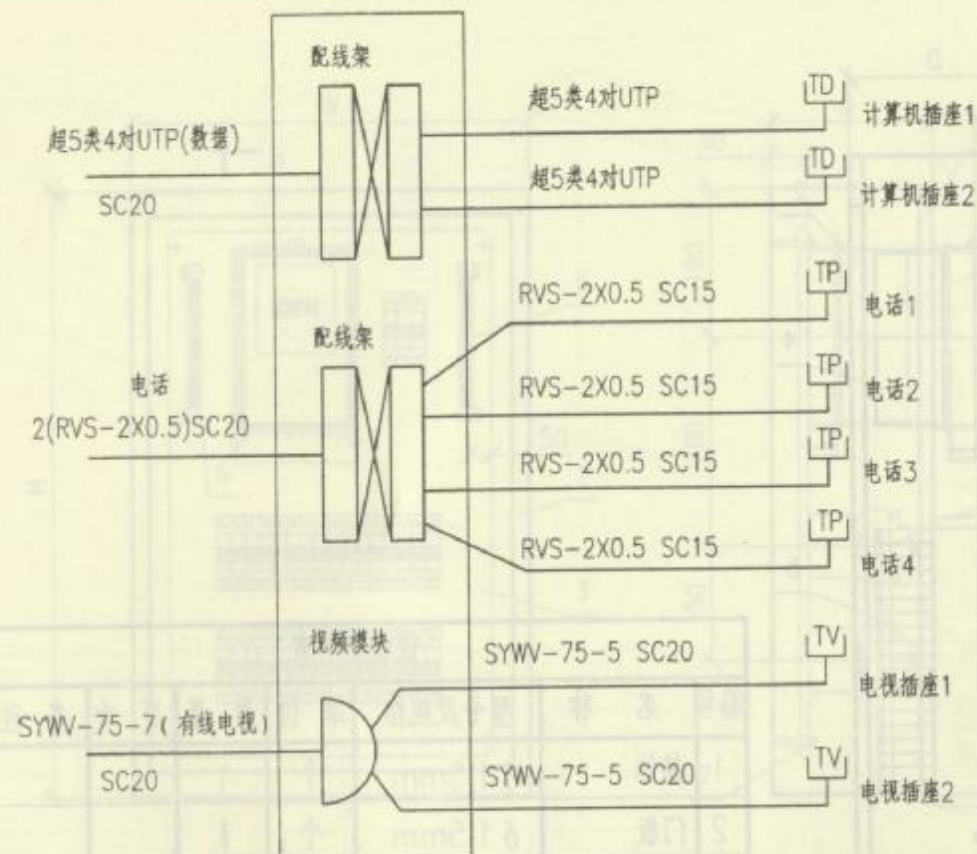 配线架
超5类4对UTP(数据)
SC20
超5类4对UTP
TD
计算机插座1
超5类4对UTP
TD
计算机插座2
配线架
电话
2(RVS-2X0.5)SC20
RVS-2X0.5 SC15
TP
电话1
RVS-2X0.5 SC15
TP
电话2
RVS-2X0.5 SC15
TP
电话3
RVS-2X0.5 SC15
TP
电话4
视频模块
SYWV-75-7(有线电视)
SC20
SYWV-75-5 SC20
TV
电视插座1
SYWV-75-5 SC20
TV
电视插座2